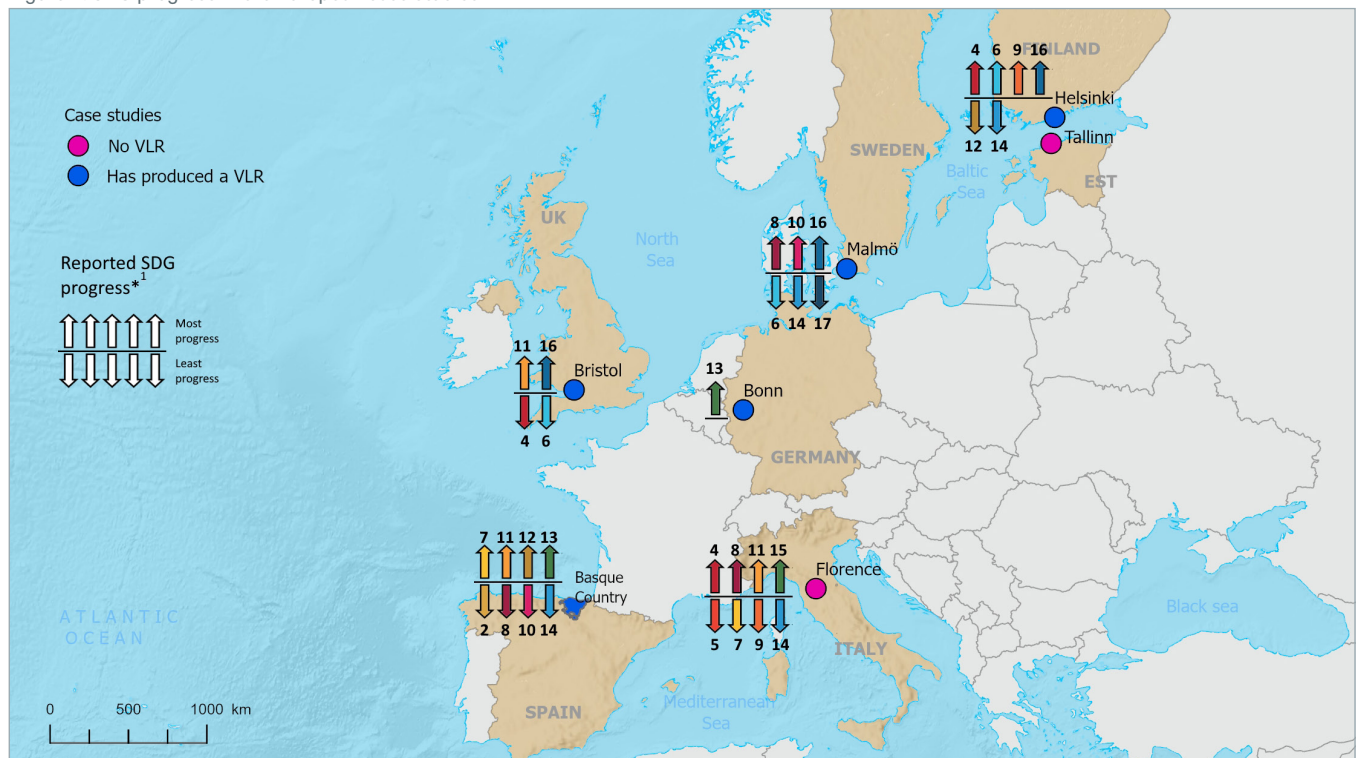 Case studies
No VLR
Has produced a VLR
Reported SDG
progress*1
Most
progress
Least
progress
4 6 9 16
FINLAND
Helsinki
12 14
Tallinn
EST
SWEDEN
Baltic
Sea
UK
North
Sea
8 10 16
Malmö
6 14 17
11 16
Bristol
4 6
13
Bonn
GERMANY
7 11 12 13
Basque
Country
2 8 10 14
4 8 11 15
Florence
5 7 9 14
ITALY
ATLANTIC
OCEAN
Black sea
Mediterranean
Sea
SPAIN
0 500 1000 km